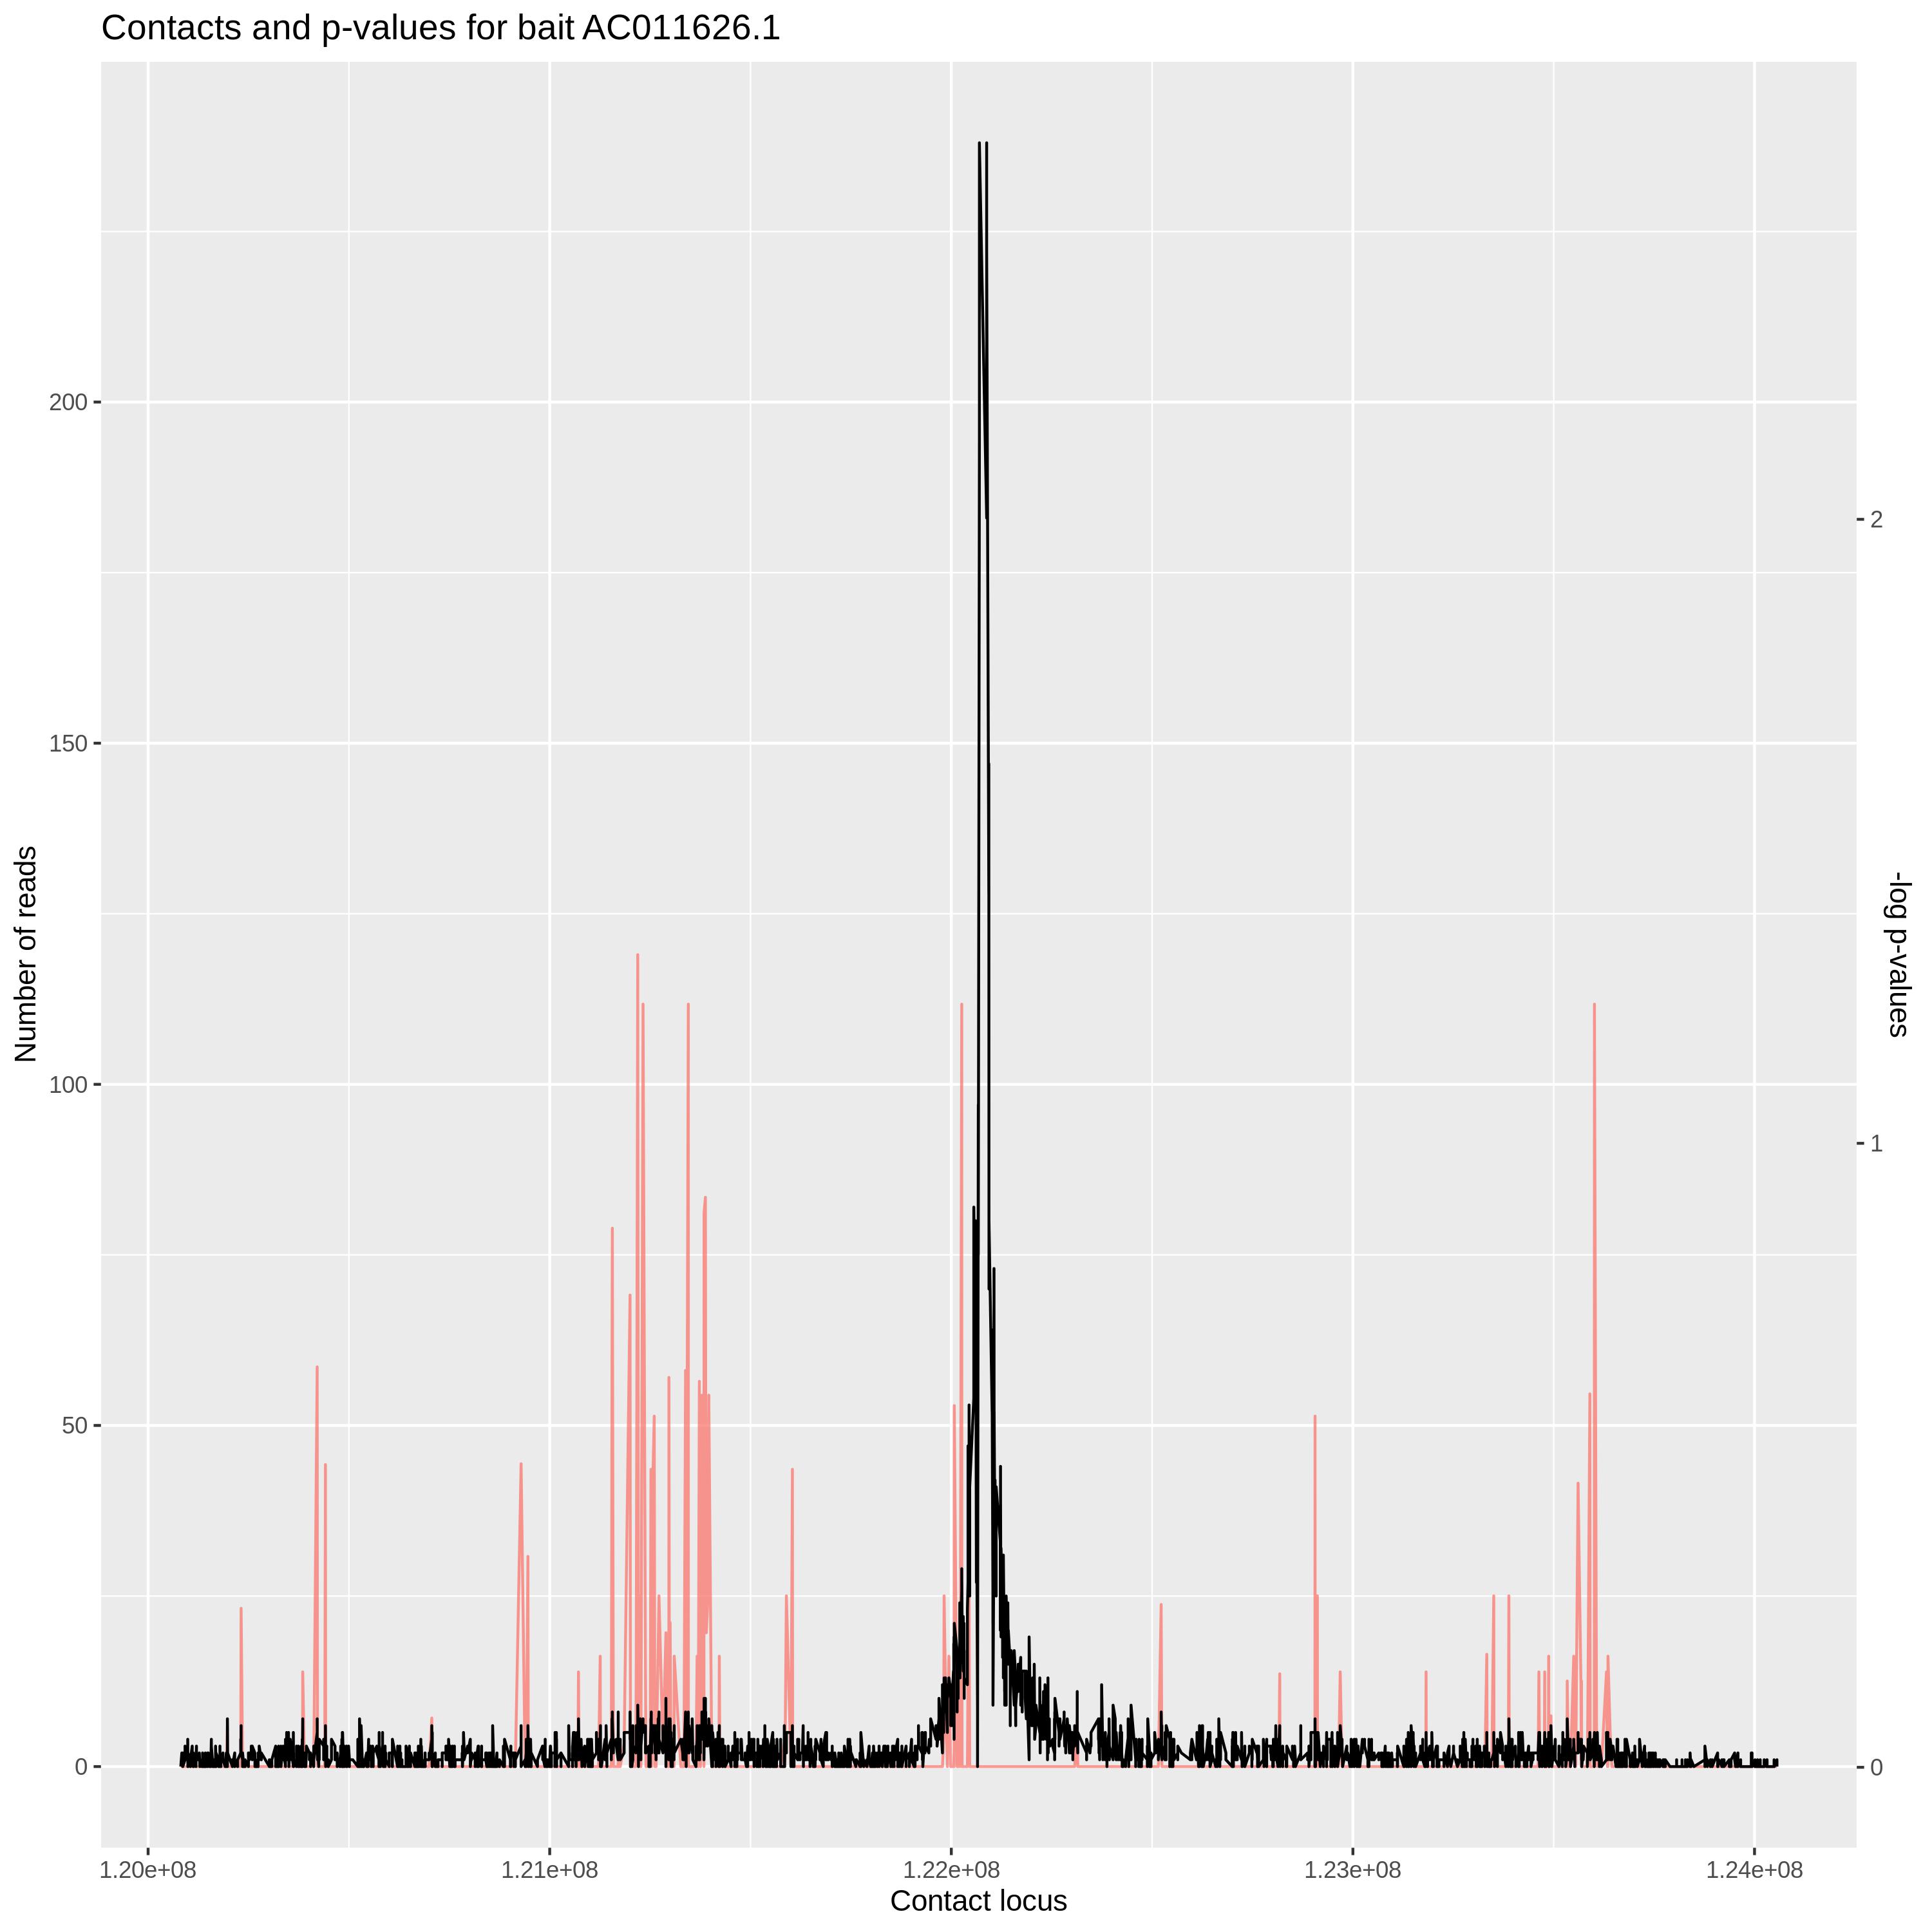 Contacts and p-values for bait AC011626.1
200
150
100
50
0
Number of reads
2
1
0
-log p-values
1.20e+08 1.21e+08 1.22e+08 1.23e+08 1.24e+08
Contact locus